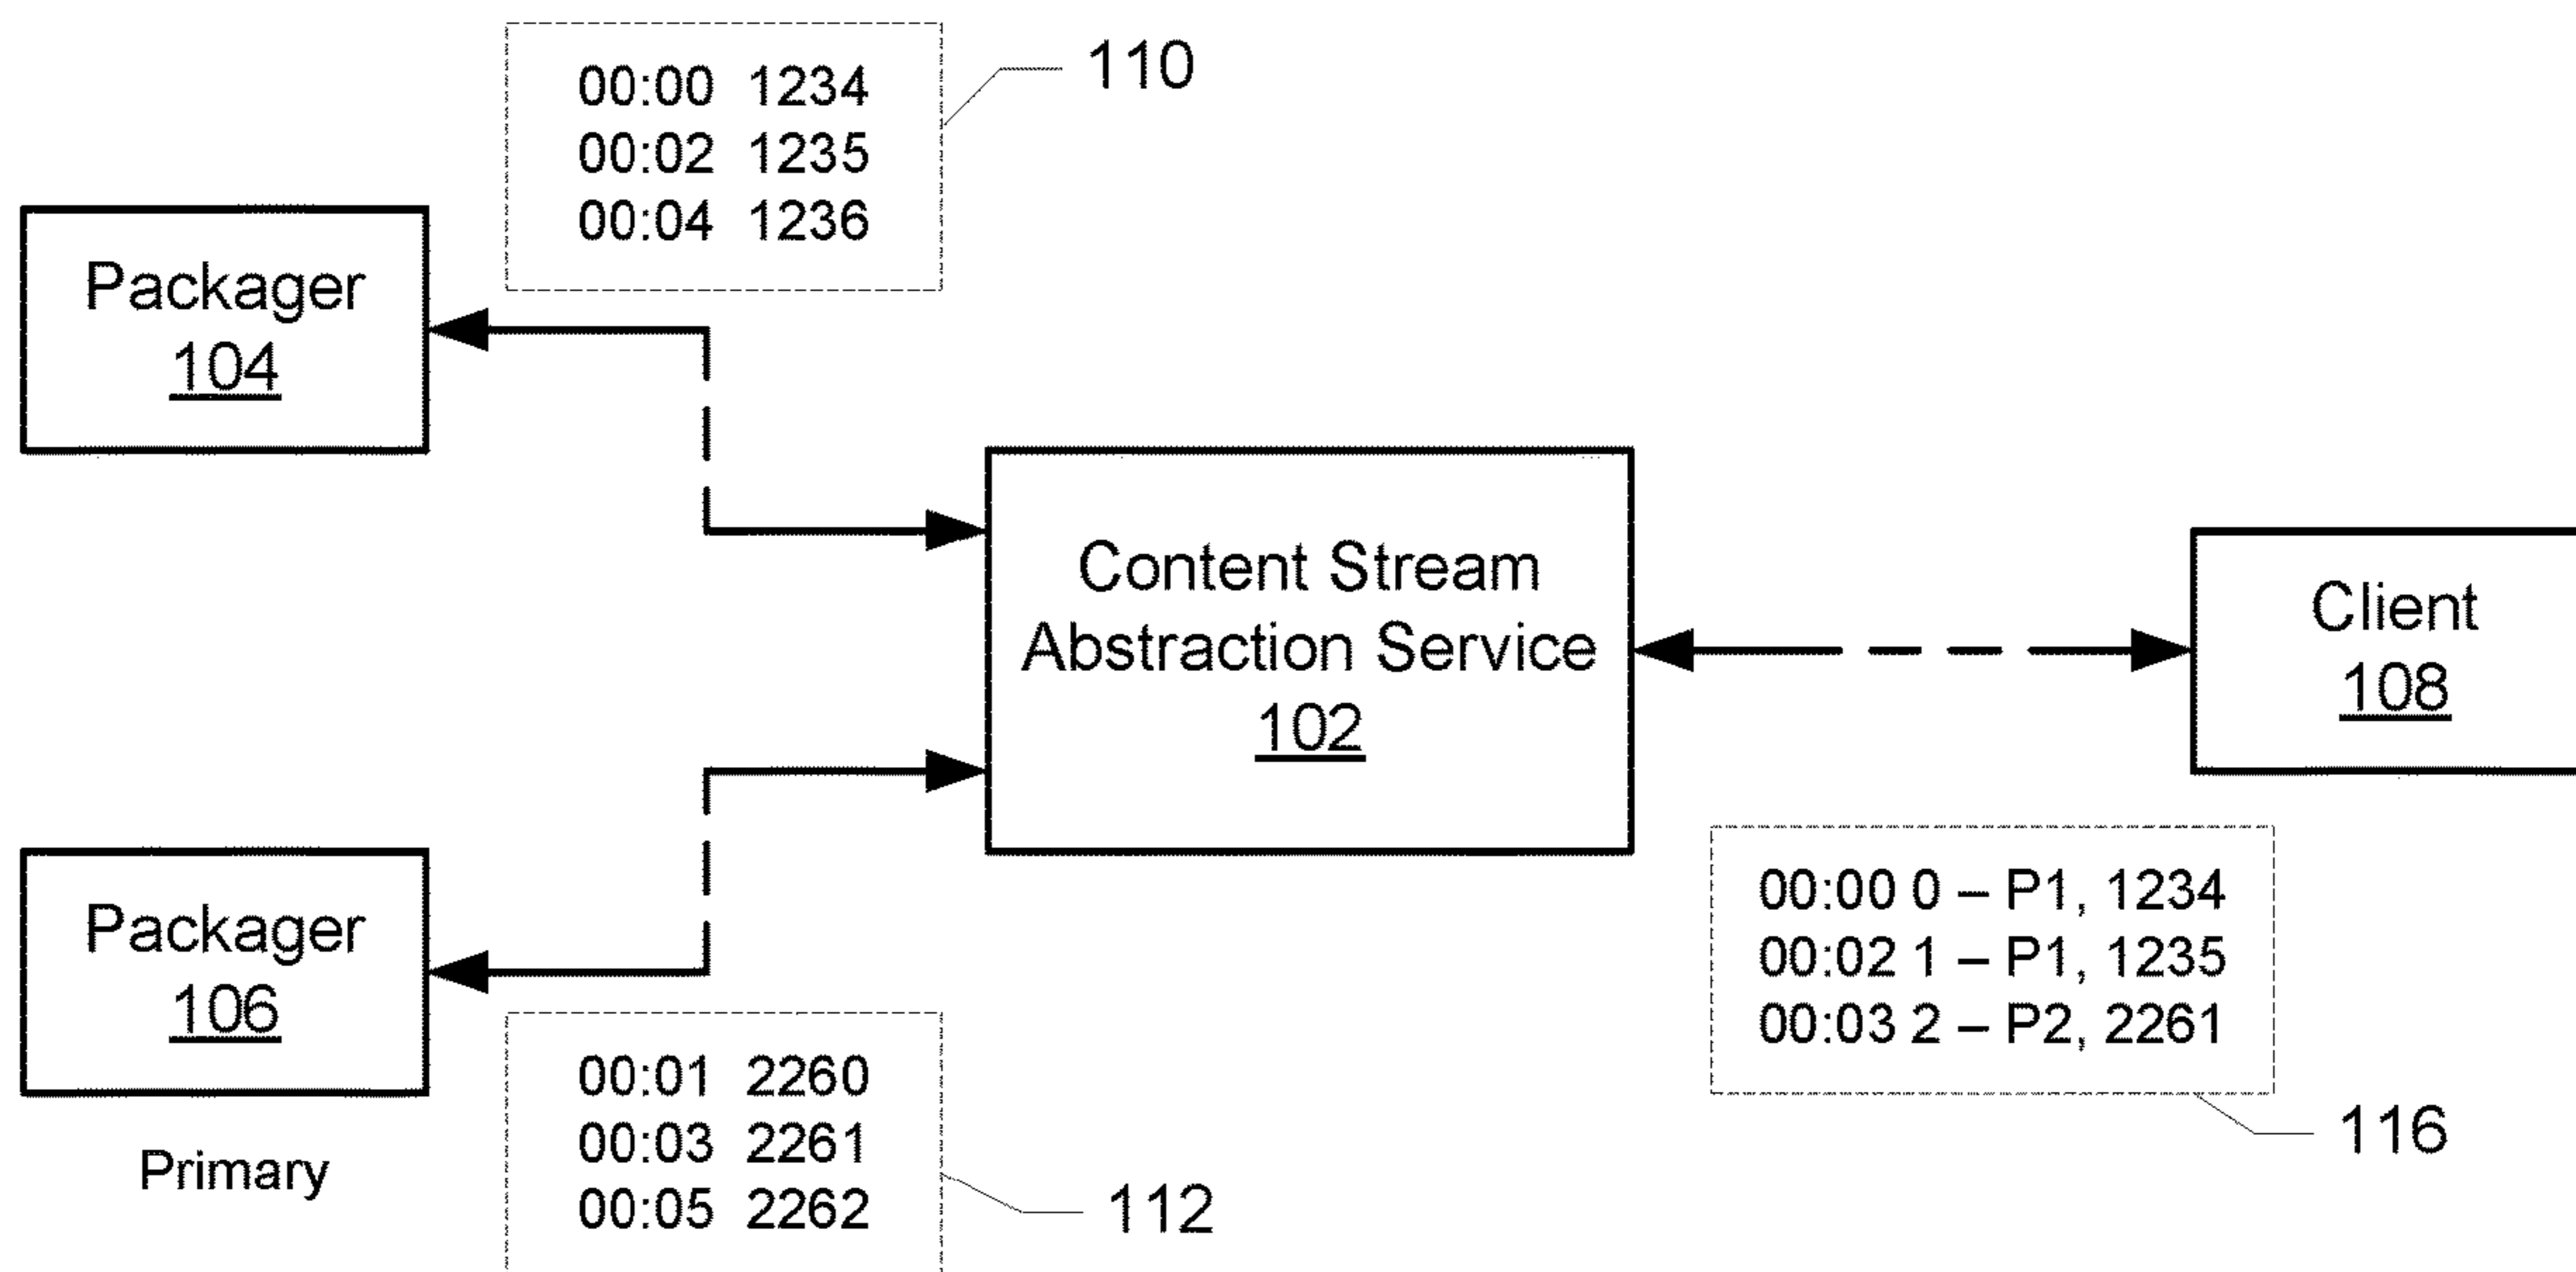 00:00 1234
00:02 1235
00:04 1236
110
Packager
104
Content Stream
Abstraction Service
102
Client
108
Packager
106
Primary
00:01 2260
00:03 2261
00:05 2262
112
00:00 0 – P1, 1234
00:02 1 – P1, 1235
00:03 2 – P2, 2261
116